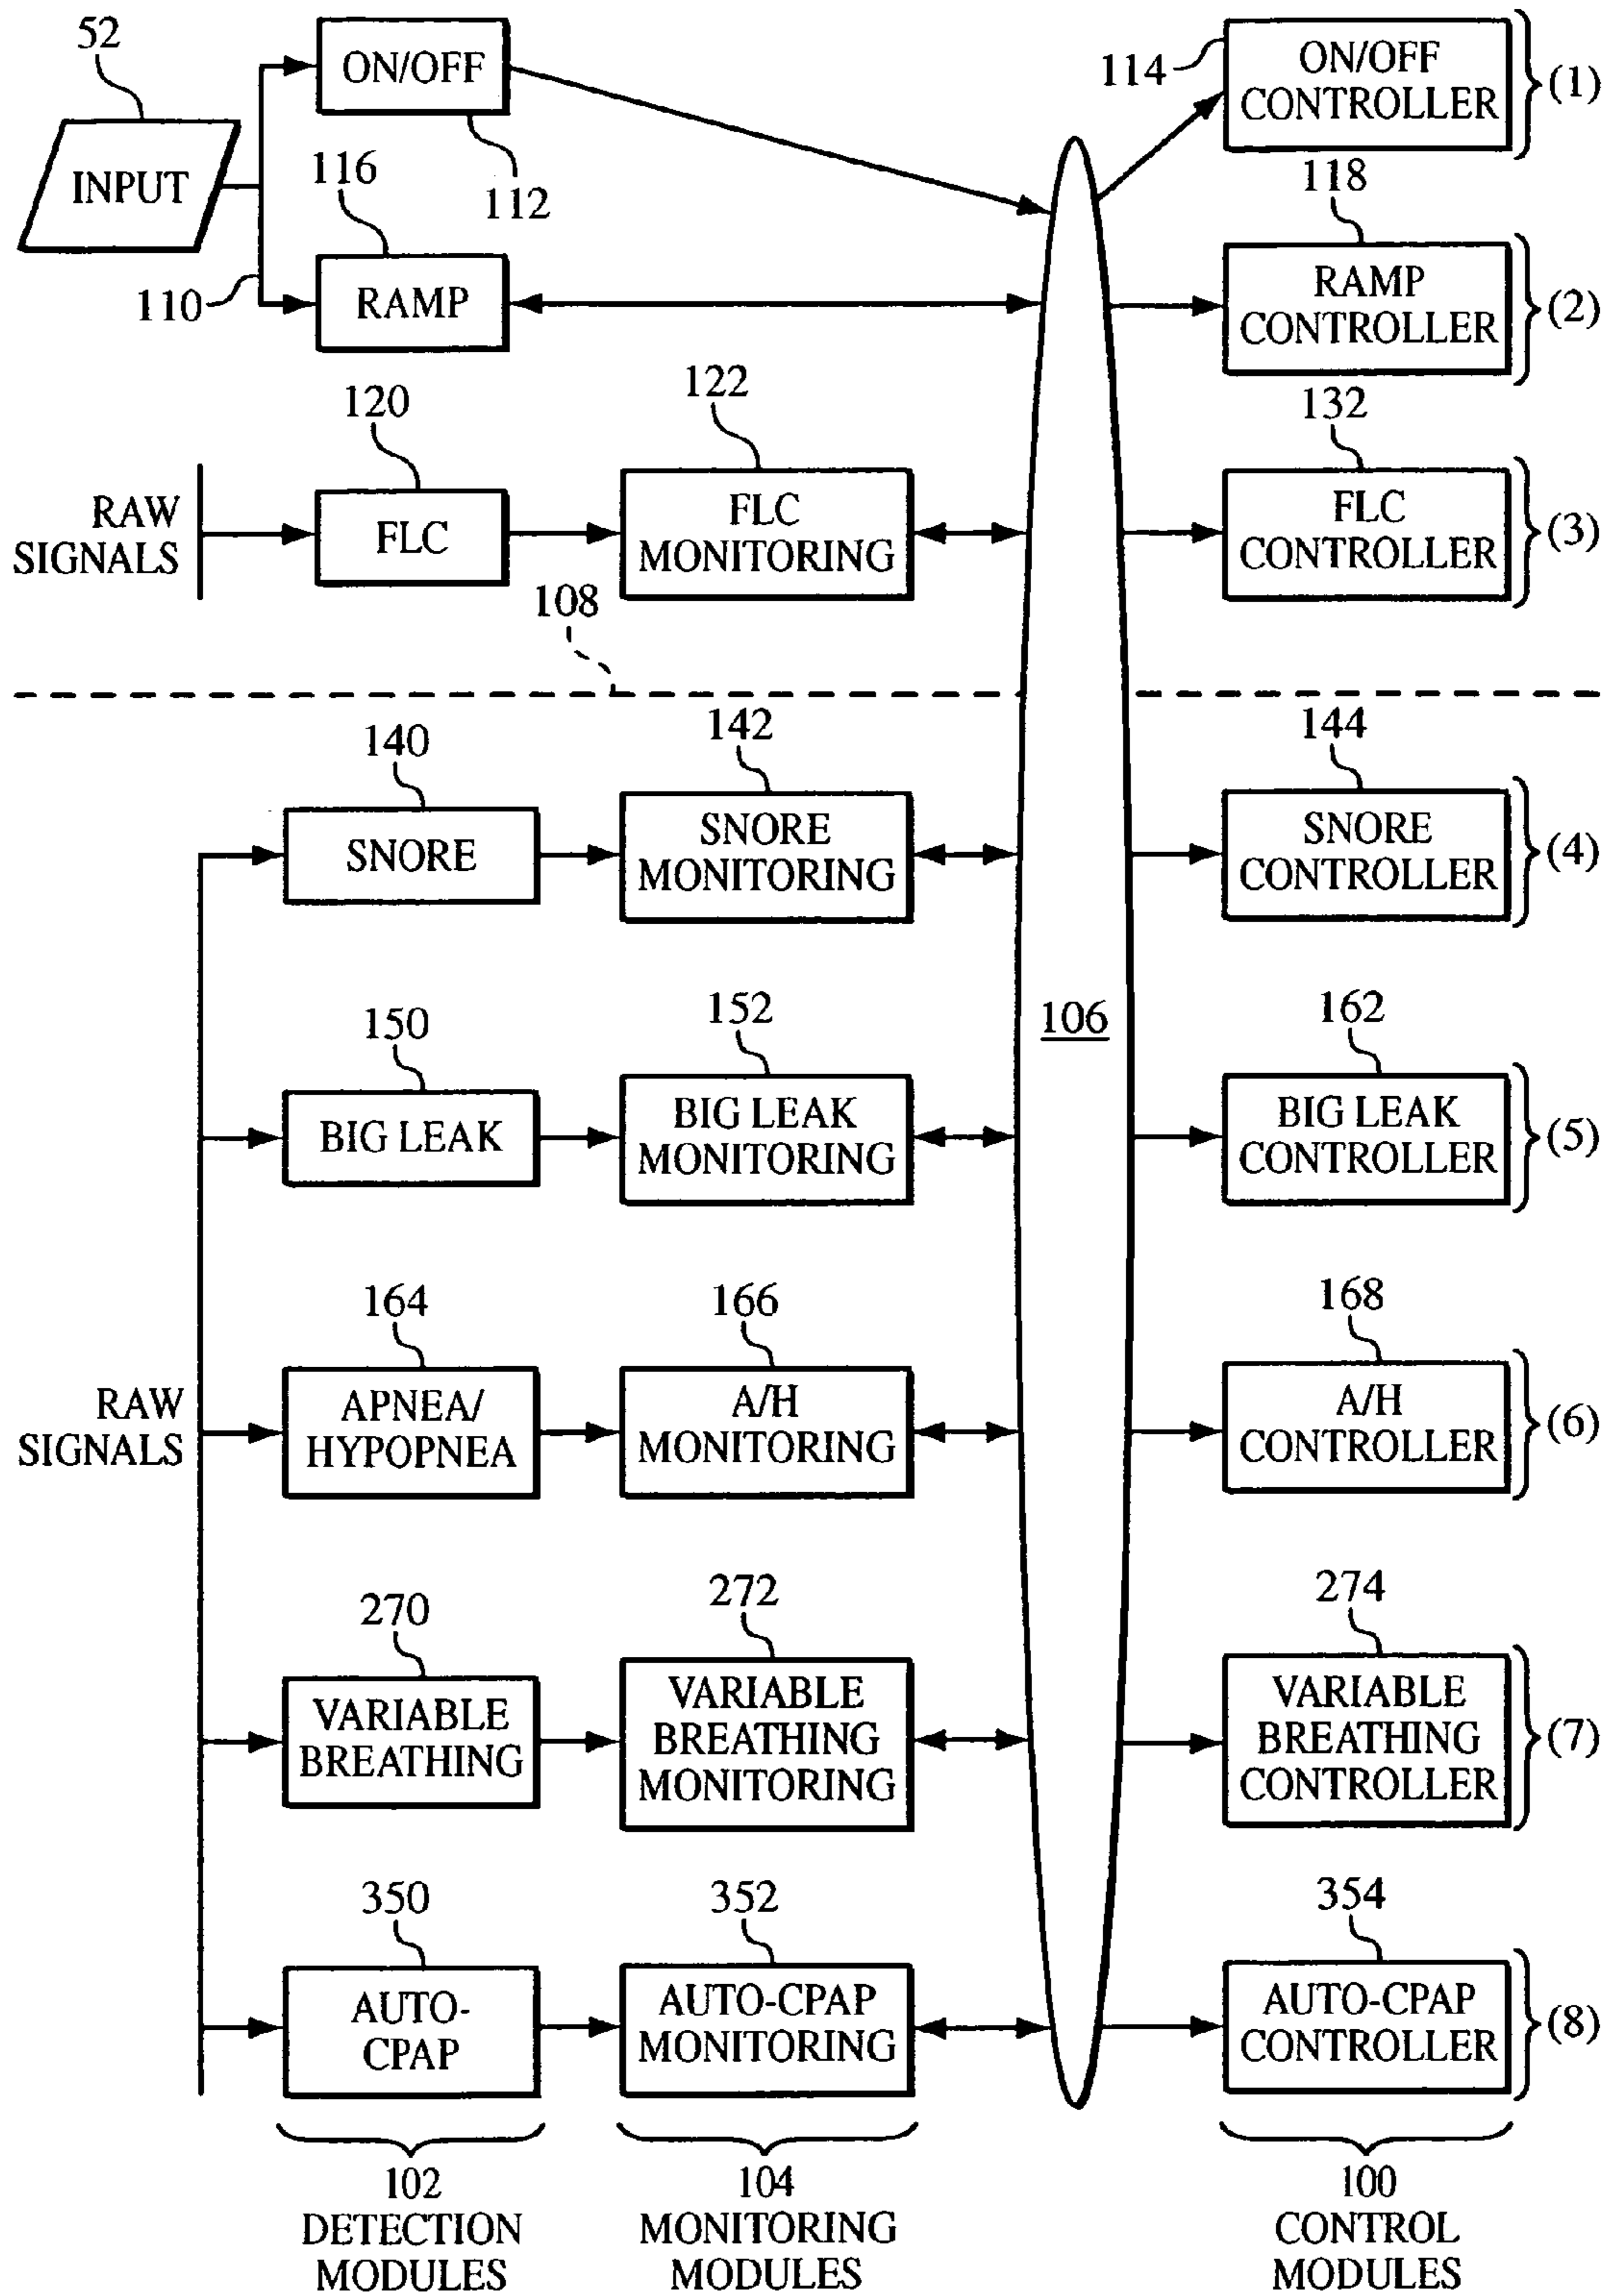 52
INPUT
110
ON/OFF
112
114
ON/OFF
CONTROLLER
(1)
116
RAMP
118
RAMP
CONTROLLER
(2)
RAW
SIGNALS
120
FLC
122
FLC
MONITORING
132
FLC
CONTROLLER
(3)
108
106
RAW
SIGNALS
140
SNORE
142
SNORE
MONITORING
144
SNORE
CONTROLLER
(4)
150
BIG LEAK
152
BIG LEAK
MONITORING
162
BIG LEAK
CONTROLLER
(5)
164
APNEA/
HYPOPNEA
166
A/H
MONITORING
168
A/H
CONTROLLER
(6)
270
VARIABLE
BREATHING
272
VARIABLE
BREATHING
MONITORING
274
VARIABLE
BREATHING
CONTROLLER
(7)
350
AUTO-
CPAP
352
AUTO-CPAP
MONITORING
354
AUTO-CPAP
CONTROLLER
(8)
102
DETECTION
MODULES
104
MONITORING
MODULES
100
CONTROL
MODULES